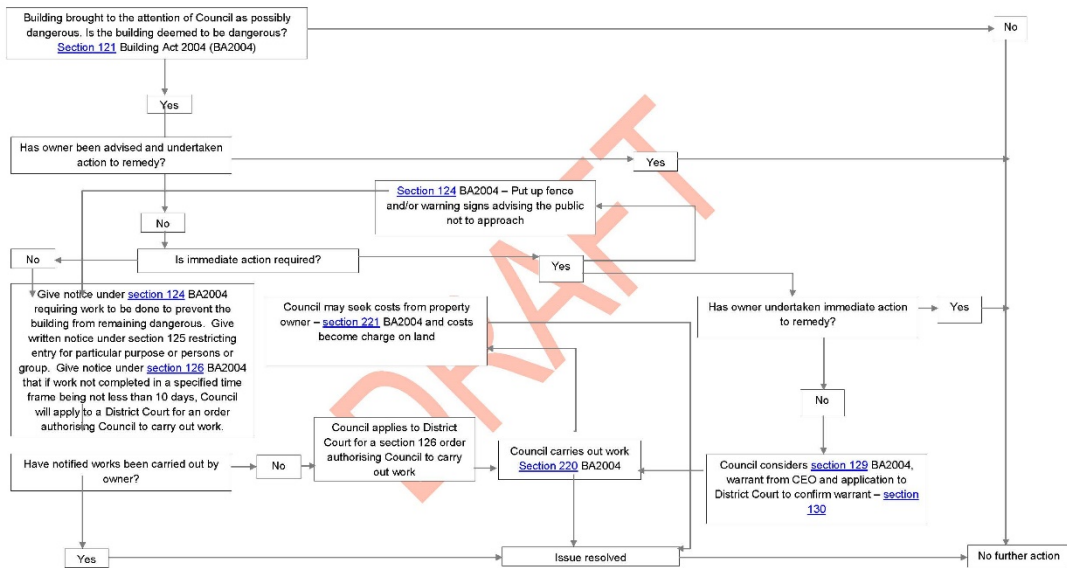 Building brought to the attention of Council as possibly
dangerous. Is the building deemed to be dangerous?
Section 121 Building Act 2004 (BA2004)
No
Yes
Has owner been advised and undertaken
action to remedy?
Yes
Section 124 BA2004 – Put up fence
and/or warning signs advising the public
not to approach
No
No
Is immediate action required?
Yes
Give notice under section 124 BA2004
requiring work to be done to prevent the
building from remaining dangerous. Give
written notice under section 125 restricting
entry for particular purpose or persons or
group. Give notice under section 126 BA2004
that if work not completed in a specified time
frame being not less than 10 days, Council
will apply to a District Court for an order
authorising Council to carry out work.
Council may seek costs from property
owner – section 221 BA2004 and costs
become charge on land
Has owner undertaken immediate action
to remedy?
Yes
No
Have notified works been carried out by
owner?
No
Council applies to District
Court for a section 126 order
authorising Council to carry
out work
Council carries out work
Section 220 BA2004
Council considers section 129 BA2004,
warrant from CEO and application to
District Court to confirm warrant – section
130
Yes
Issue resolved
No further action
DRAFT